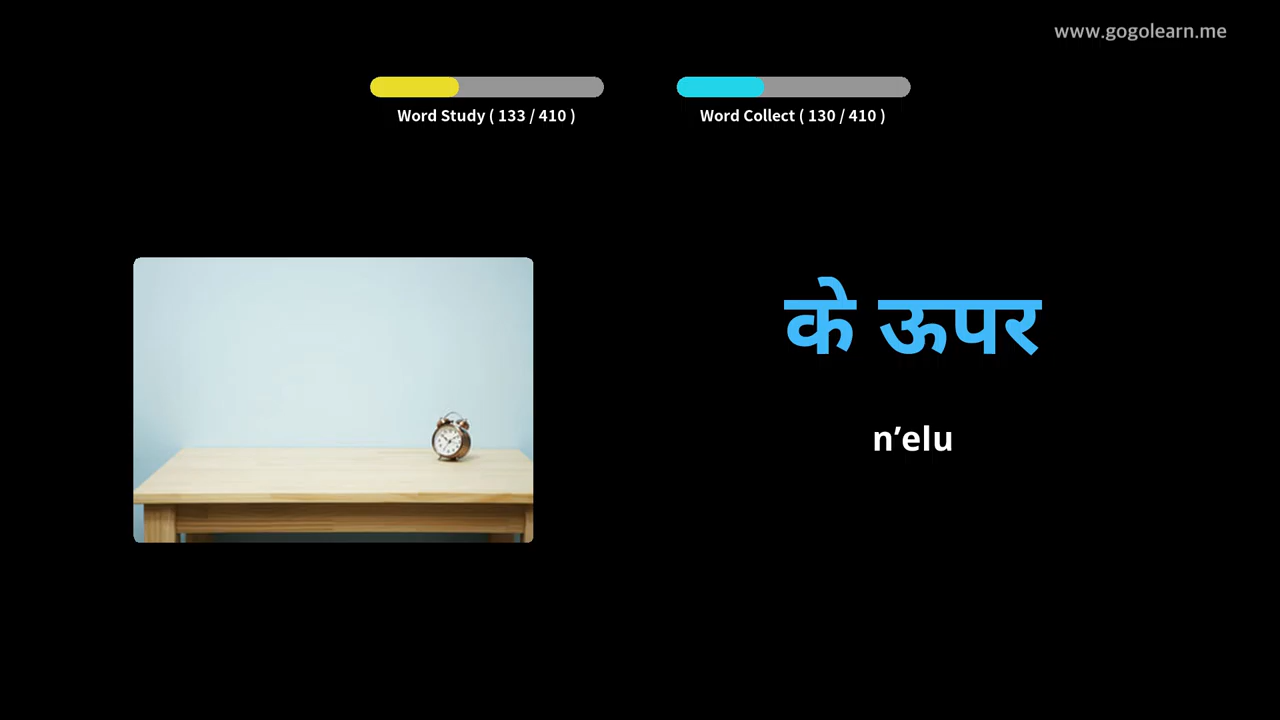 www.gogolearn.me
Word Study ( 133 / 410 )
Word Collect ( 130 / 410 )
के ऊपर
n’elu